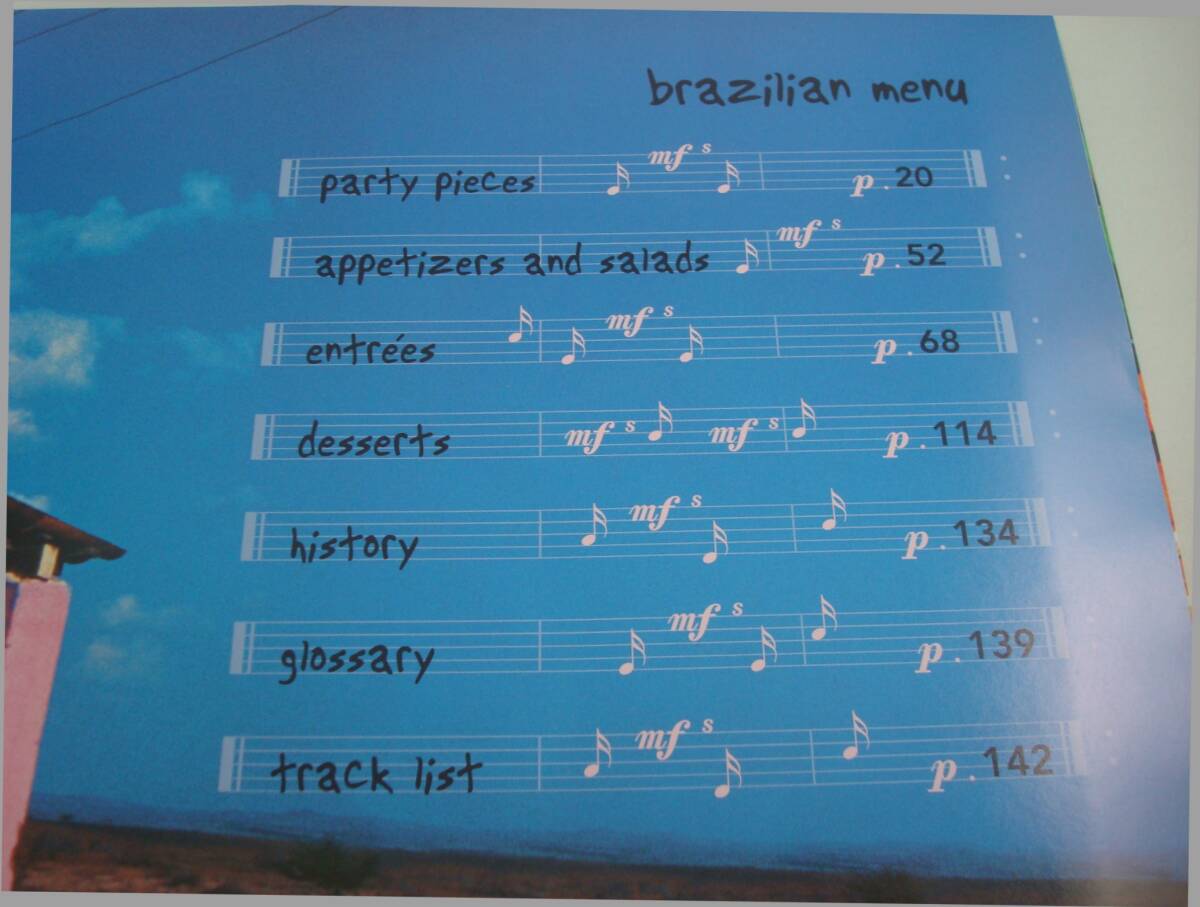 brazilian menu
party pieces mf s p. 20
appetizers and salads mf s p. 52
entrées mf s p. 68
desserts mf s mf s p. 114
history mf s p. 134
glossary mf s p. 139
track list mf s p. 142